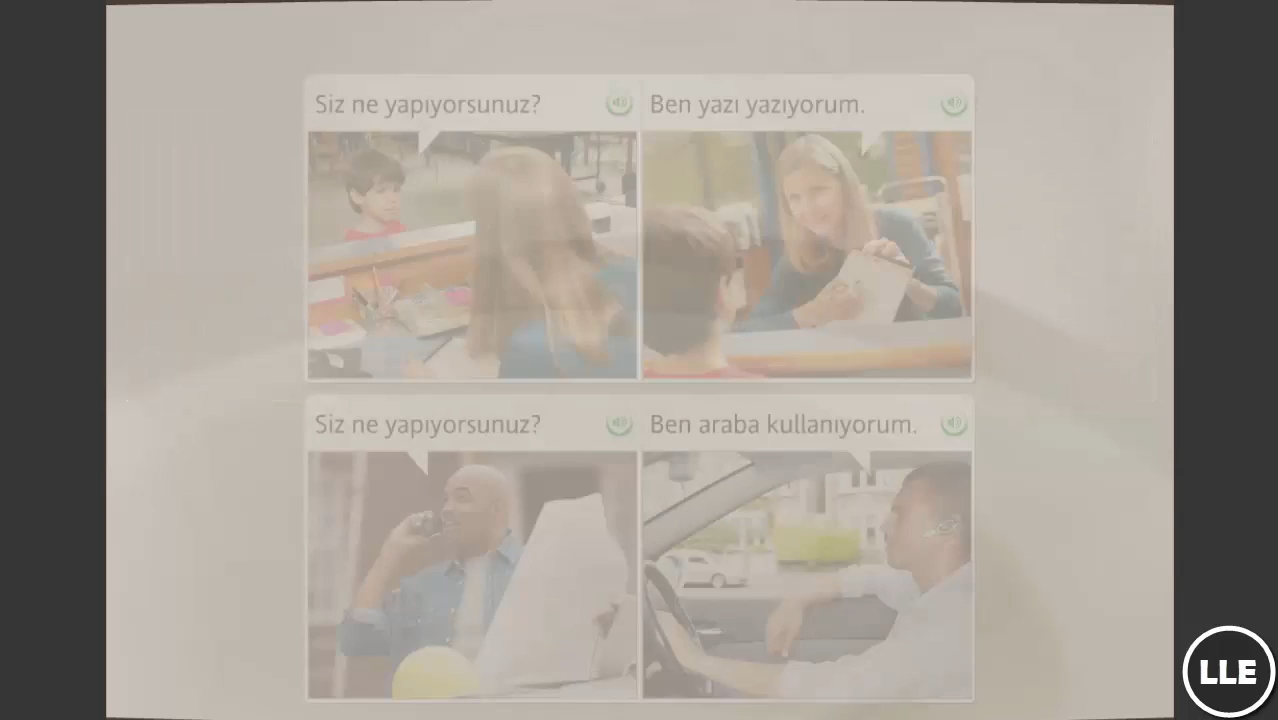 Siz ne yapıyorsunuz?
Ben yazı yazıyorum.
Siz ne yapıyorsunuz?
Ben araba kullanıyorum.
LLE